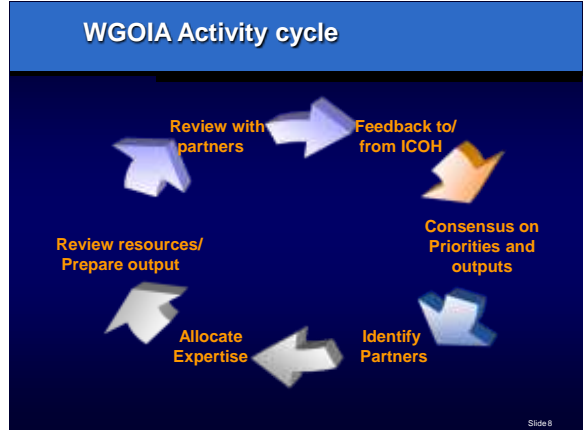 WGOIA Activity cycle
Review with
partners
Feedback to/
from ICOH
Consensus on
Priorities and
outputs
Identify
Partners
Allocate
Expertise
Review resources/
Prepare output
Slide 8